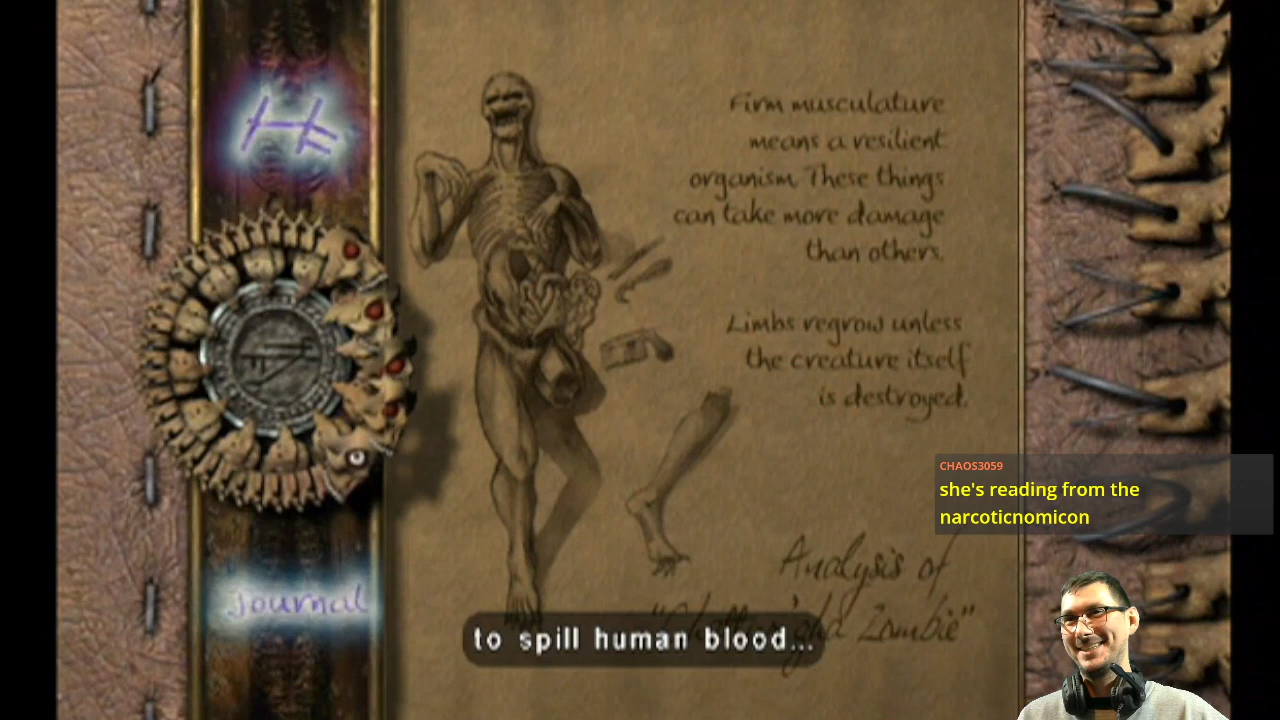 Firm musculature
means a resilient
organism. These things
can take more damage
than others.
Limbs regrow unless
the creature itself
is destroyed.
CHAOS3059
she's reading from the
narcoticnomicon
Analysis of
Zombie"
Journal
to spill human blood...